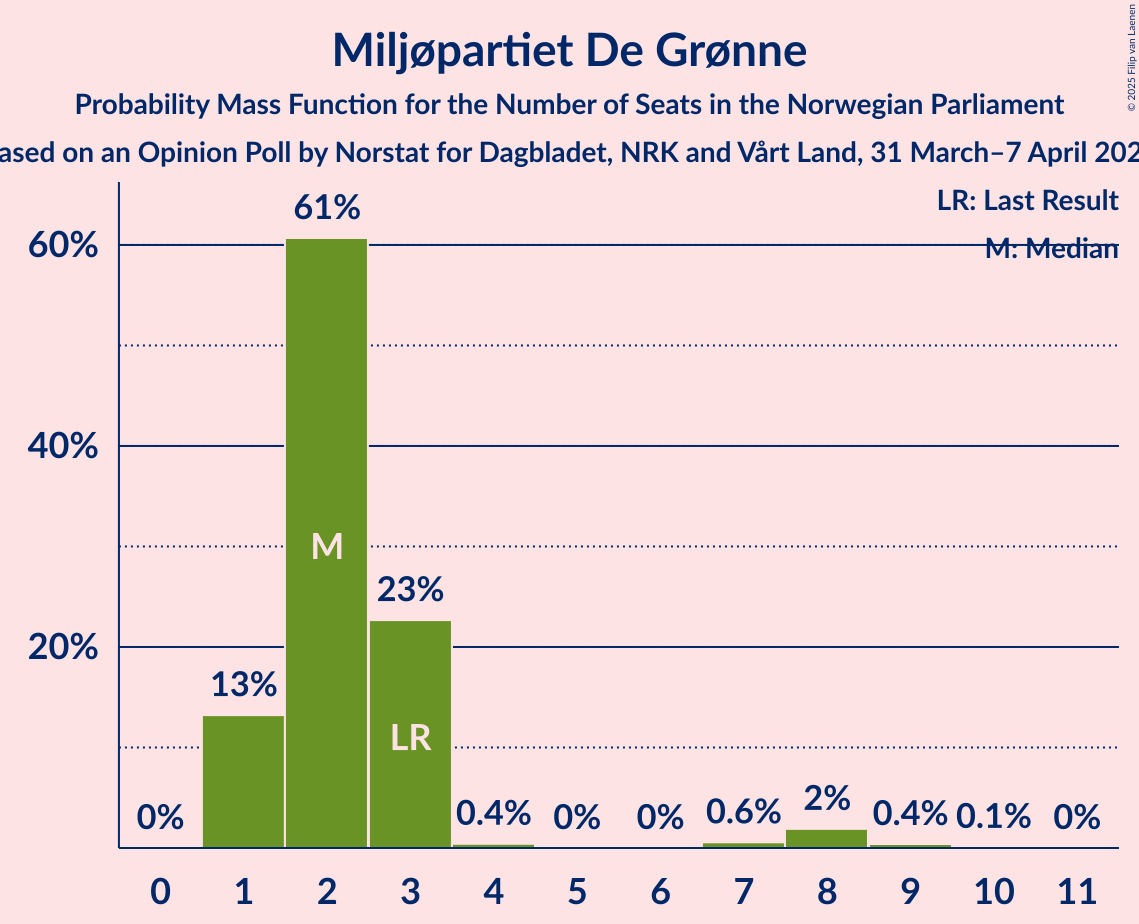 Miljøpartiet De Grønne
Probability Mass Function for the Number of Seats in the Norwegian Parliament
ased on an Opinion Poll by Norstat for Dagbladet, NRK and Vårt Land, 31 March–7 April 202
© 2025 Filip van Laenen
LR: Last Result
M: Median
60%
40%
20%
0% 13% 61% 23% 0.4% 0% 0% 0.6% 2% 0.4% 0.1% 0%
M
LR
0 1 2 3 4 5 6 7 8 9 10 11